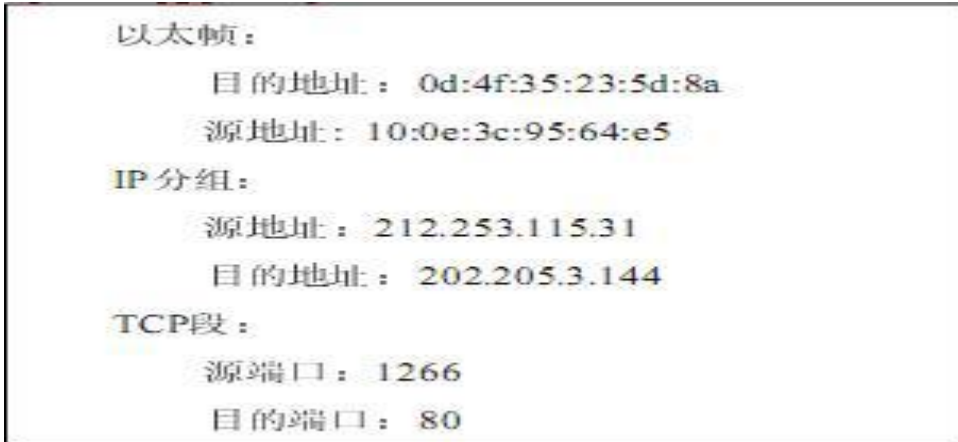 以太帧：
目的地址：0d:4f:35:23:5d:8a
源地址：10:0e:3c:95:64:e5
IP分组：
源地址：212.253.115.31
目的地址：202.205.3.144
TCP段：
源端口：1266
目的端口：80